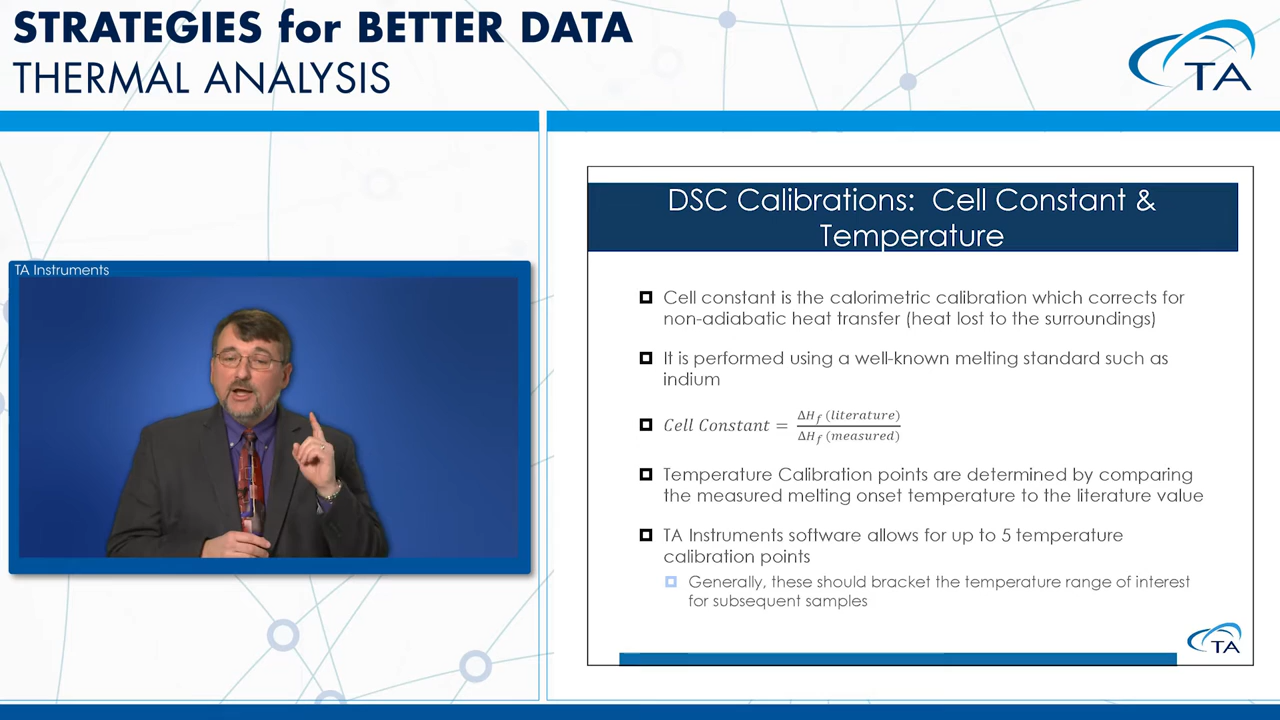 STRATEGIES for BETTER DATA
THERMAL ANALYSIS
TA
TA Instruments
DSC Calibrations: Cell Constant &
Temperature
Cell constant is the calorimetric calibration which corrects for
non-adiabatic heat transfer (heat lost to the surroundings)
It is performed using a well-known melting standard such as
indium
Cell Constant = ΔHf (literature) / ΔHf (measured)
Temperature Calibration points are determined by comparing
the measured melting onset temperature to the literature value
TA Instruments software allows for up to 5 temperature
calibration points
Generally, these should bracket the temperature range of interest
for subsequent samples
TA